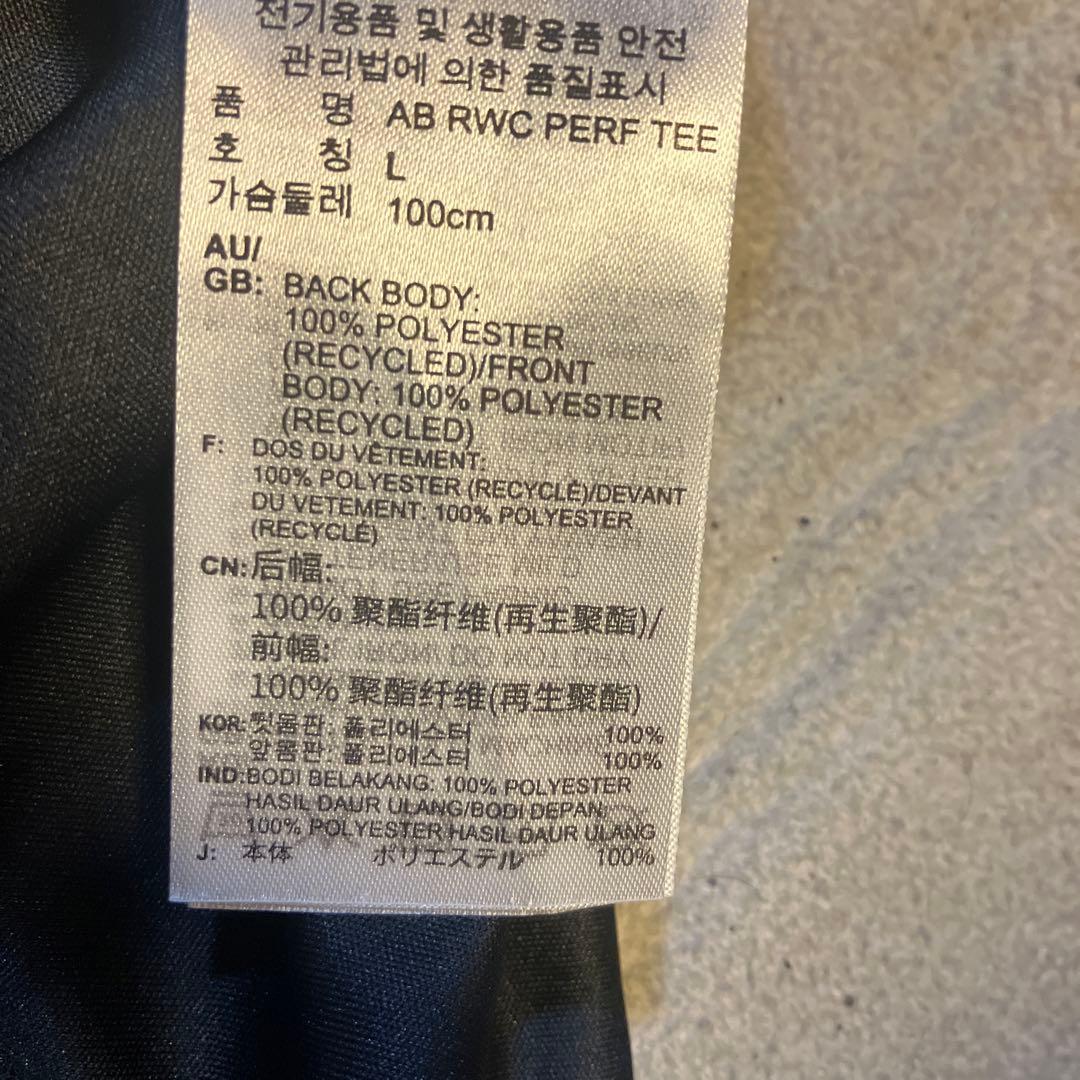 전기용품 및 생활용품 안전
관리법에 의한 품질표시
품 명 AB RWC PERF TEE
호 칭 L
가슴둘레 100cm
AU/
GB: BACK BODY:
100% POLYESTER
(RECYCLED)/FRONT
BODY: 100% POLYESTER
(RECYCLED)
F: DOS DU VÊTEMENT:
100% POLYESTER (RECYCLÉ)/DEVANT
DU VETEMENT: 100% POLYESTER
(RECYCLÉ)
CN: 后幅:
100% 聚酯纤维(再生聚酯)/
前幅:
100% 聚酯纤维(再生聚酯)
KOR: 뒷몸판: 폴리에스터 100%
앞몸판: 폴리에스터 100%
IND: BODI BELAKANG: 100% POLYESTER
HASIL DAUR ULANG/BODI DEPAN:
100% POLYESTER HASIL DAUR ULANG
J: 本体 ポリエステル 100%